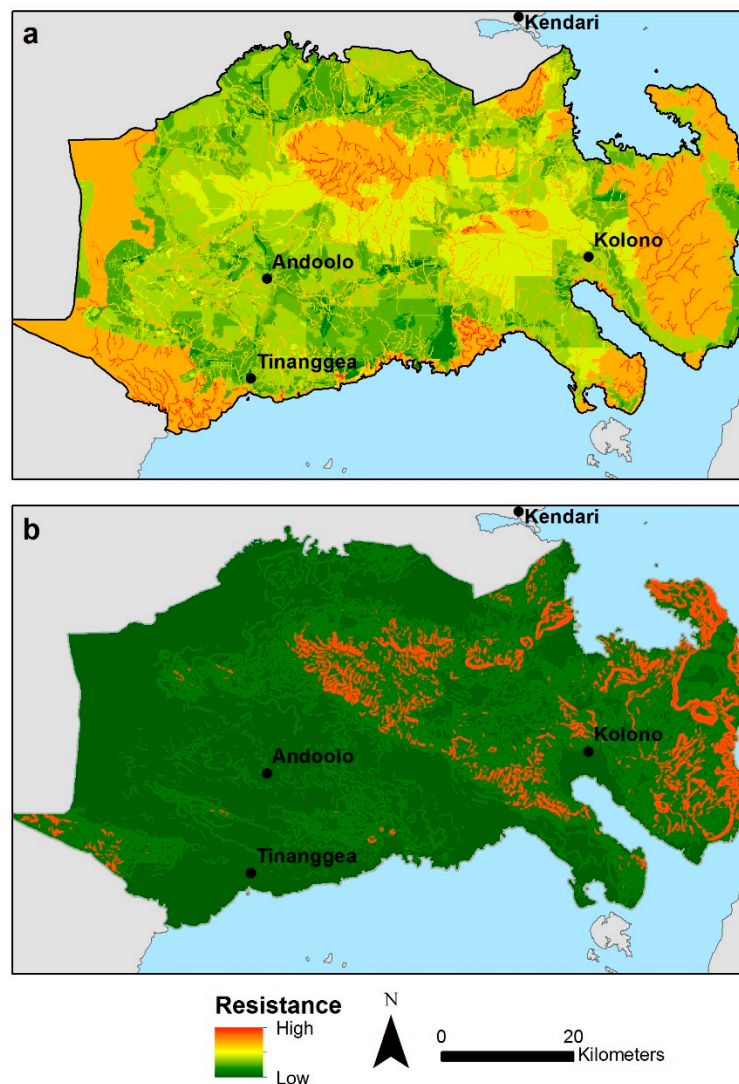 a
Kendari
Kolono
Andoolo
Tinanggea
b
Kendari
Kolono
Andoolo
Tinanggea
Resistance
High
Low
N
0 20
Kilometers